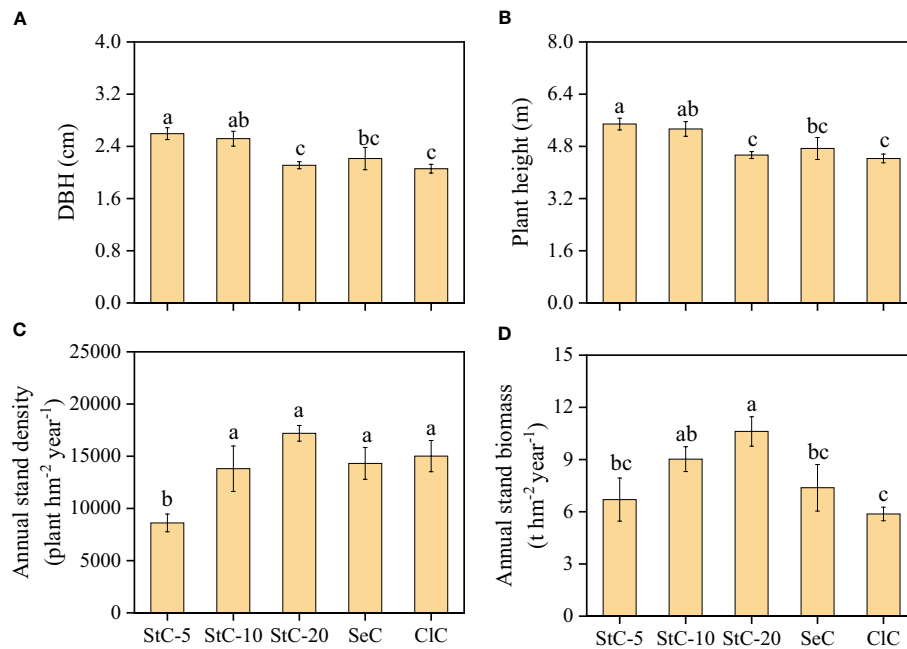 A
DBH (cm)
4.0
3.2
2.4
1.6
0.8
0.0
a
ab
c
bc
c
B
Plant height (m)
8.0
6.4
4.8
3.2
1.6
0.0
a
ab
c
bc
c
C
Annual stand density
(plant hm⁻² year⁻¹)
25000
20000
15000
10000
5000
0
b
a
a
a
a
StC-5 StC-10 StC-20 SeC ClC
D
Annual stand biomass
(t hm⁻² year⁻¹)
15
12
9
6
3
0
bc
ab
a
bc
c
StC-5 StC-10 StC-20 SeC ClC